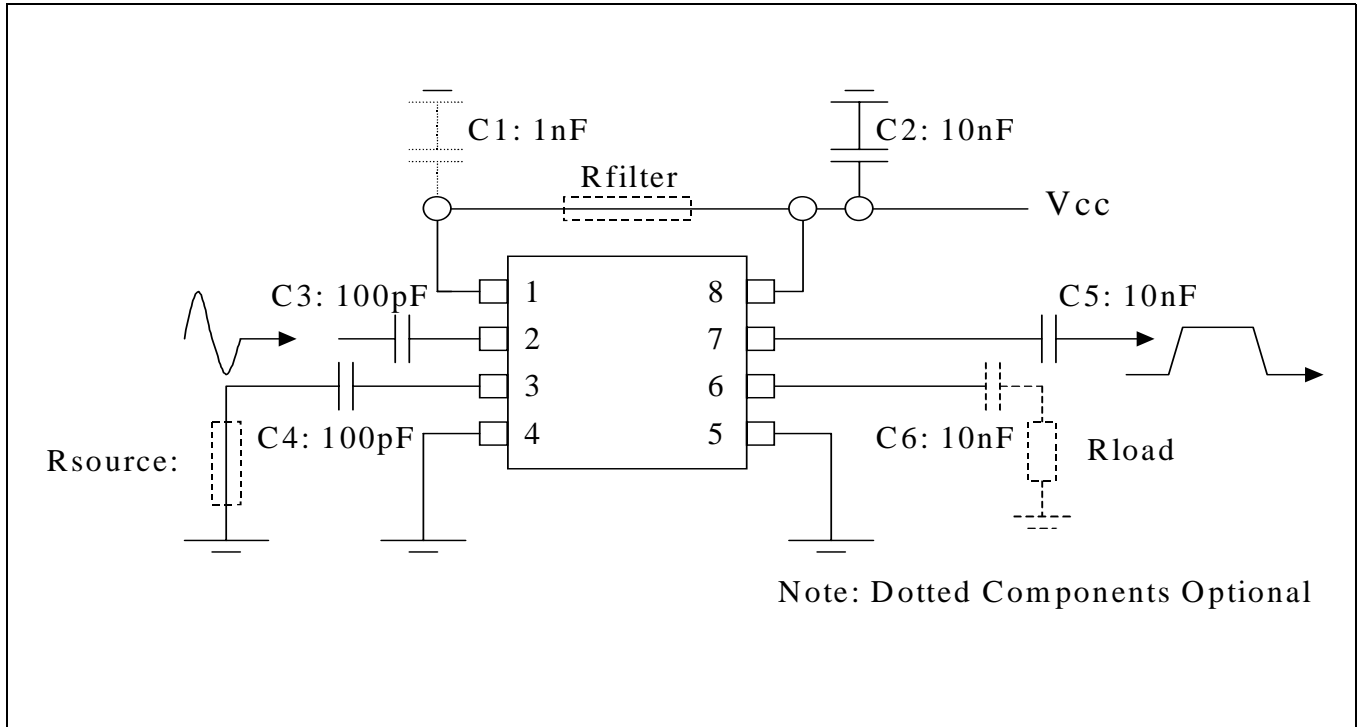 C1: 1nF
C2: 10nF
Rfilter
Vcc
C3: 100pF
1
8
C5: 10nF
2
7
3
6
C4: 100pF
4
5
C6: 10nF
Rsource:
Rload
Note: Dotted Components Optional